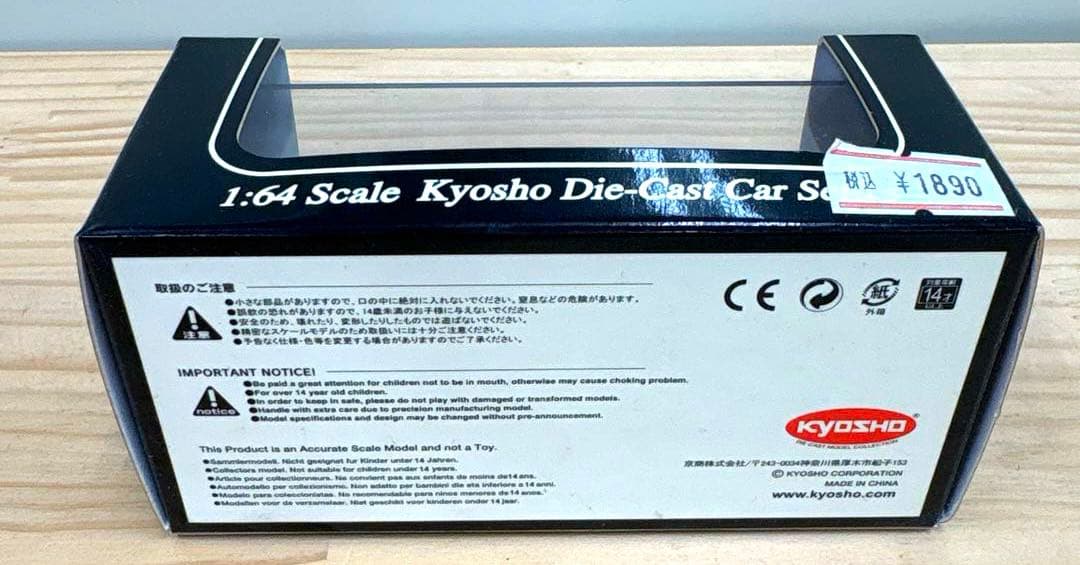 1:64 Scale Kyosho Die-Cast Car
税込 ¥1890
取扱のご注意
注意
●小さな部品がありますので、口の中に絶対に入れないでください。窒息などの危険があります。
●誤飲の恐れがありますので、14歳未満のお子様に与えないでください。
●安全のため、壊れたり、変形したりしたものでは遊ばないでください。
●精密なスケールモデルのため取扱いには十分ご注意ください。
●予告なく仕様・色等を変更する場合がありますのでご了承ください。
CE
紙
外箱
対象年齢
14才
IMPORTANT NOTICE!
notice
●Be paid a great attention for children not to be in mouth, otherwise may cause choking problem.
●For over 14 year old children.
●In order to keep in safe, please do not play with damaged or transformed models.
●Handle with extra care due to precision manufacturing model.
●Model specifications and design may be changed without pre-announcement.
This Product is an Accurate Scale Model and not a Toy.
●Sammlermodell. Nicht geeignet fur Kinder unter 14 Jahren.
●Collectors model. Not suitable for children under 14 years.
●Article pour collectionneurs. Ne convient pas aux enfants de moins de14 ans.
●Automodello per collezionismo. Non adatto per bambini die eta inferiore a 14 anni.
●Modelo para coleccionistas. No recomendable para ninos menores de 14 anos.
●Modellen voor de verzamelaar. Niet geschikt voor kinderen onder 14 jaar.
KYOSHO®
DIE CAST MODEL COLLECTION
京商株式会社/〒243-0034神奈川県厚木市船子153
© KYOSHO CORPORATION
MADE IN CHINA
www.kyosho.com